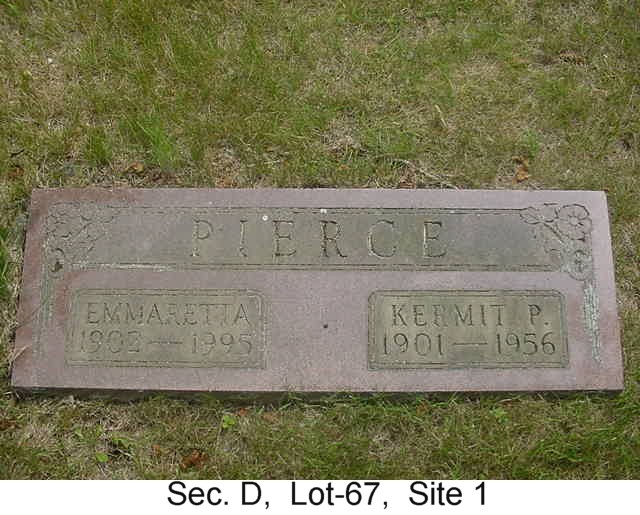 PIERCE
EMMARETTA
1902—1995
KERMIT P.
1901—1956
Sec. D, Lot-67, Site 1